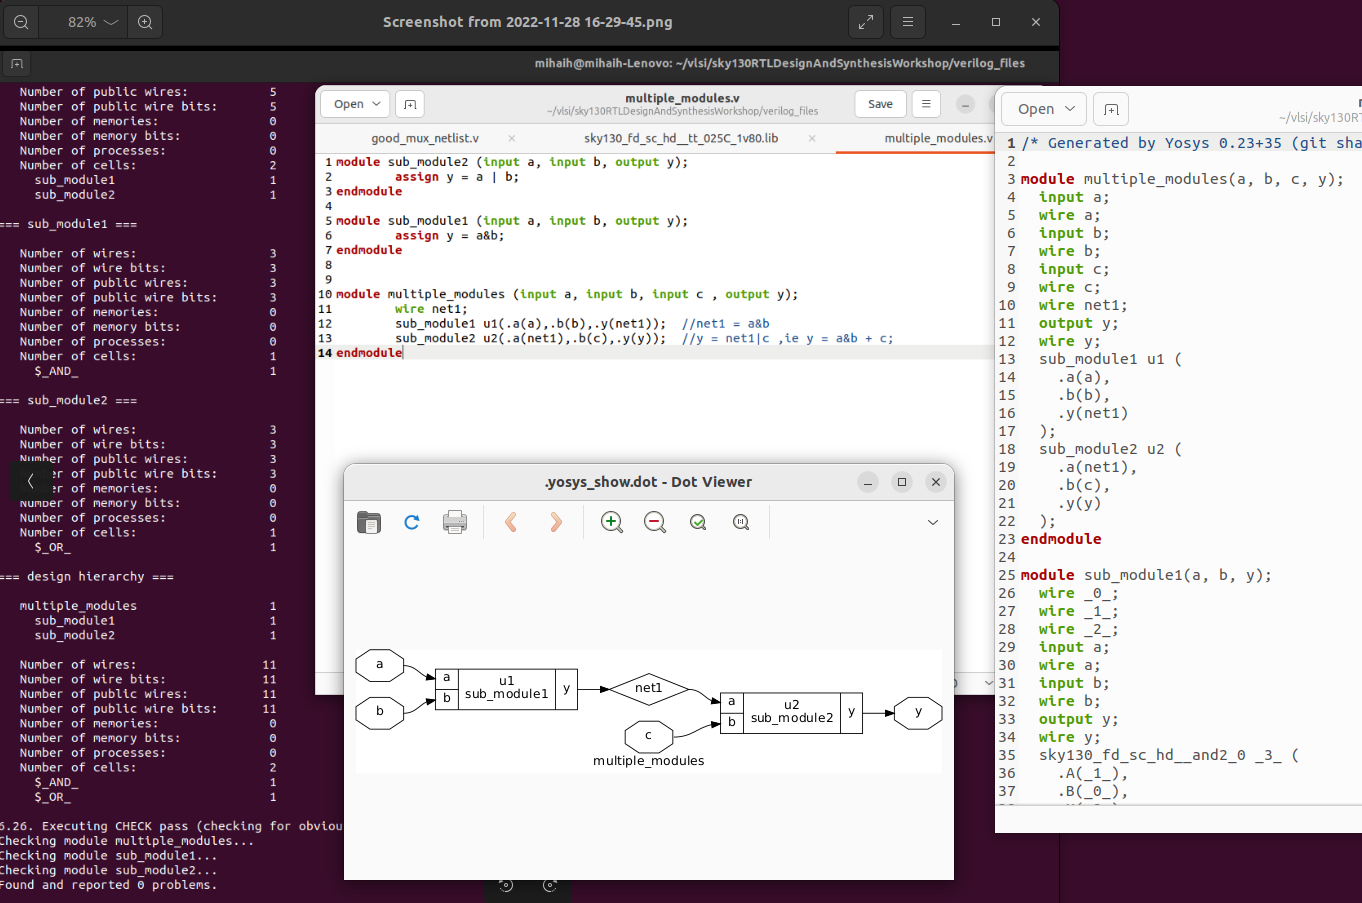 82%
Screenshot from 2022-11-28 16-29-45.png
mihaih@mihaih-Lenovo: ~/vlsi/sky130RTLDesignAndSynthesisWorkshop/verilog_files
Number of public wires: 5
Number of public wire bits: 5
Number of memories: 0
Number of memory bits: 0
Number of processes: 0
Number of cells: 2
sub_module1 1
sub_module2 1
=== sub_module1 ===
Number of wires: 3
Number of wire bits: 3
Number of public wires: 3
Number of public wire bits: 3
Number of memories: 0
Number of memory bits: 0
Number of processes: 0
Number of cells: 1
$_AND_ 1
=== sub_module2 ===
Number of wires: 3
Number of wire bits: 3
Number of public wires: 3
er of public wire bits: 3
er of memories: 0
Number of memory bits: 0
Number of processes: 0
Number of cells: 1
$_OR_ 1
=== design hierarchy ===
multiple_modules 1
sub_module1 1
sub_module2 1
Number of wires: 11
Number of wire bits: 11
Number of public wires: 11
Number of public wire bits: 11
Number of memories: 0
Number of memory bits: 0
Number of processes: 0
Number of cells: 2
$_AND_ 1
$_OR_ 1
6.26. Executing CHECK pass (checking for obviou
Checking module multiple_modules...
Checking module sub_module1...
Checking module sub_module2...
Found and reported 0 problems.
Open
multiple_modules.v
~/vlsi/sky130RTLDesignAndSynthesisWorkshop/verilog_files
Save
good_mux_netlist.v
sky130_fd_sc_hd__tt_025C_1v80.lib
multiple_modules.v
1 module sub_module2 (input a, input b, output y);
2 assign y = a | b;
3 endmodule
4
5 module sub_module1 (input a, input b, output y);
6 assign y = a&b;
7 endmodule
8
9
10 module multiple_modules (input a, input b, input c , output y);
11 wire net1;
12 sub_module1 u1(.a(a),.b(b),.y(net1)); //net1 = a&b
13 sub_module2 u2(.a(net1),.b(c),.y(y)); //y = net1|c ,ie y = a&b + c;
14 endmodule
.yosys_show.dot - Dot Viewer
a
b
a
b
u1
sub_module1
y
net1
c
a
b
u2
sub_module2
y
y
multiple_modules
Open
~/vlsi/sky130RT
1 /* Generated by Yosys 0.23+35 (git sha
2
3 module multiple_modules(a, b, c, y);
4 input a;
5 wire a;
6 input b;
7 wire b;
8 input c;
9 wire c;
10 wire net1;
11 output y;
12 wire y;
13 sub_module1 u1 (
14 .a(a),
15 .b(b),
16 .y(net1)
17 );
18 sub_module2 u2 (
19 .a(net1),
20 .b(c),
21 .y(y)
22 );
23 endmodule
24
25 module sub_module1(a, b, y);
26 wire _0_;
27 wire _1_;
28 wire _2_;
29 input a;
30 wire a;
31 input b;
32 wire b;
33 output y;
34 wire y;
35 sky130_fd_sc_hd__and2_0 _3_ (
36 .A(_1_),
37 .B(_0_),